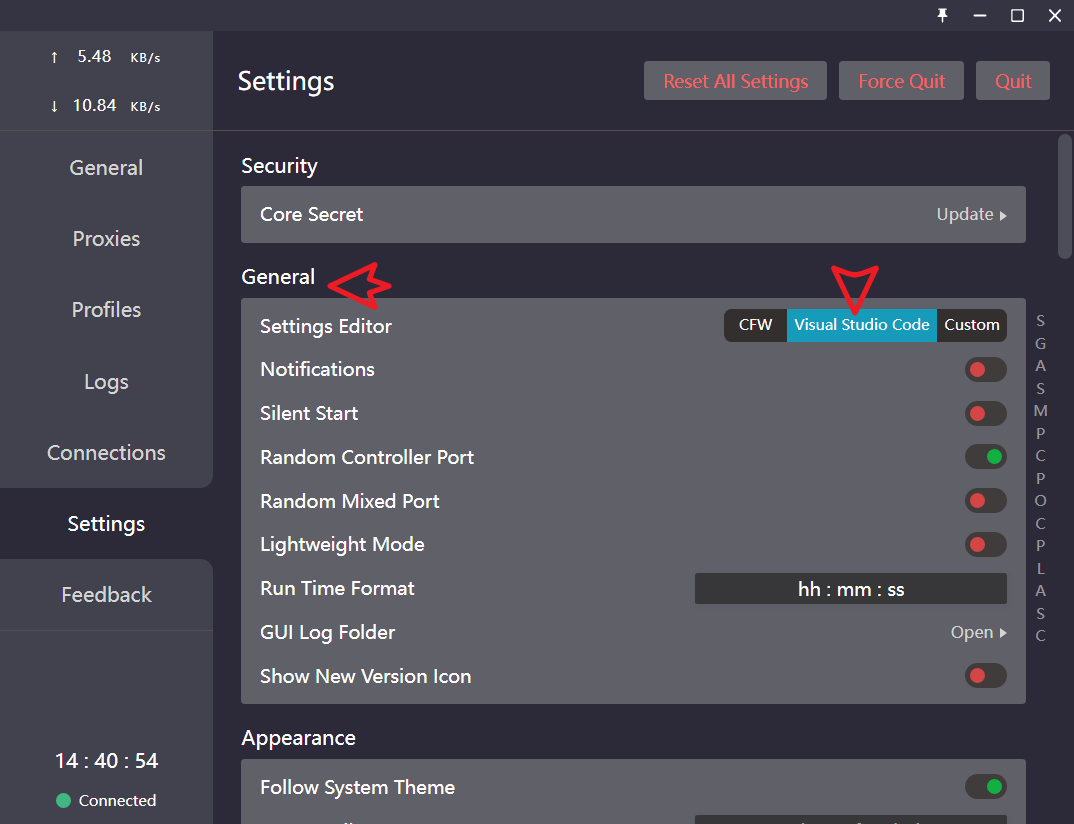 ↑ 5.48 KB/s
↓ 10.84 KB/s
General
Proxies
Profiles
Logs
Connections
Settings
Feedback
14 : 40 : 54
Connected
Settings
Reset All Settings
Force Quit
Quit
Security
Core Secret
Update
General
Settings Editor
CFW
Visual Studio Code
Custom
Notifications
Silent Start
Random Controller Port
Random Mixed Port
Lightweight Mode
Run Time Format
hh : mm : ss
GUI Log Folder
Open
Show New Version Icon
Appearance
Follow System Theme
S
G
A
S
M
P
C
P
O
C
P
L
A
S
C